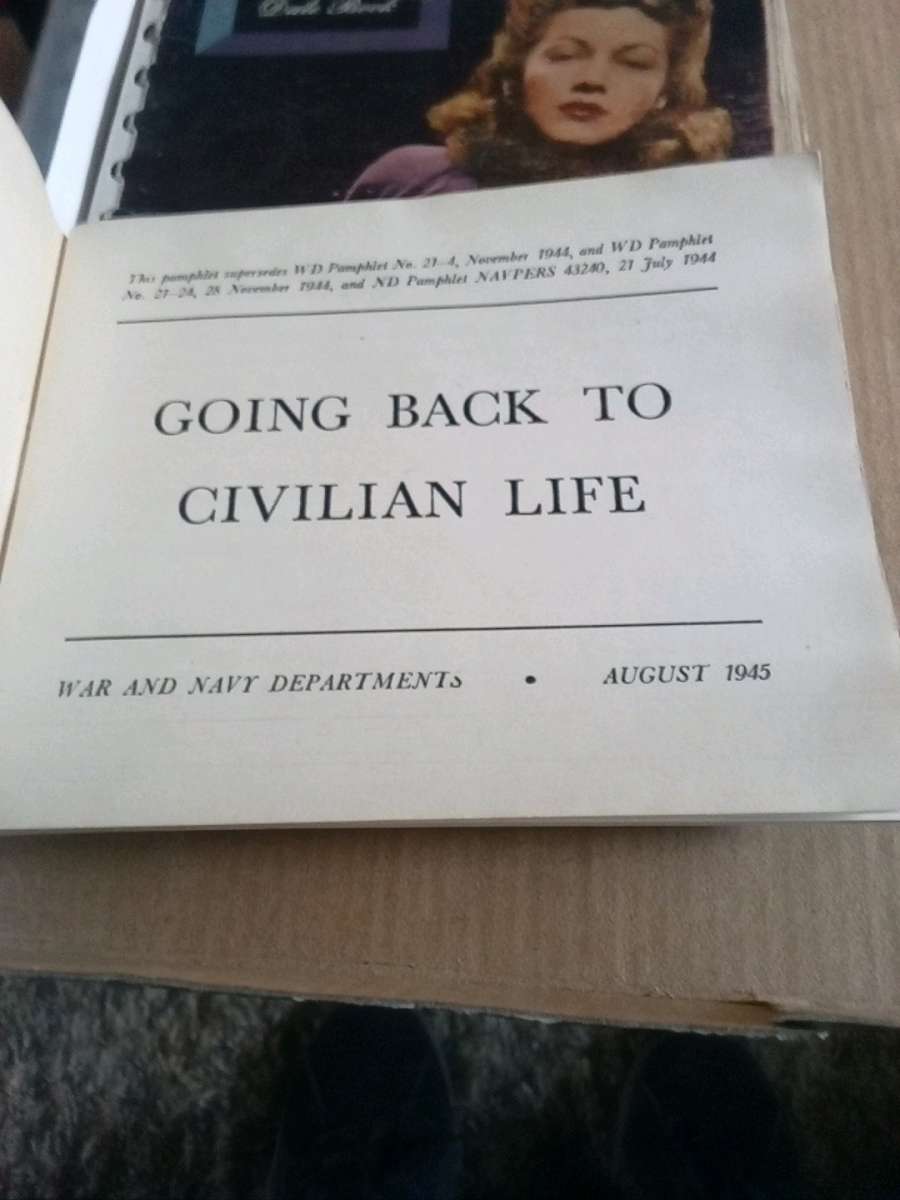 Date Book
This pamphlet supersedes WD Pamphlet No. 21-4, November 1944, and WD Pamphlet
No. 21-24, 28 November 1944, and ND Pamphlet NAVPERS 43240, 21 July 1944
GOING BACK TO
CIVILIAN LIFE
WAR AND NAVY DEPARTMENTS • AUGUST 1945